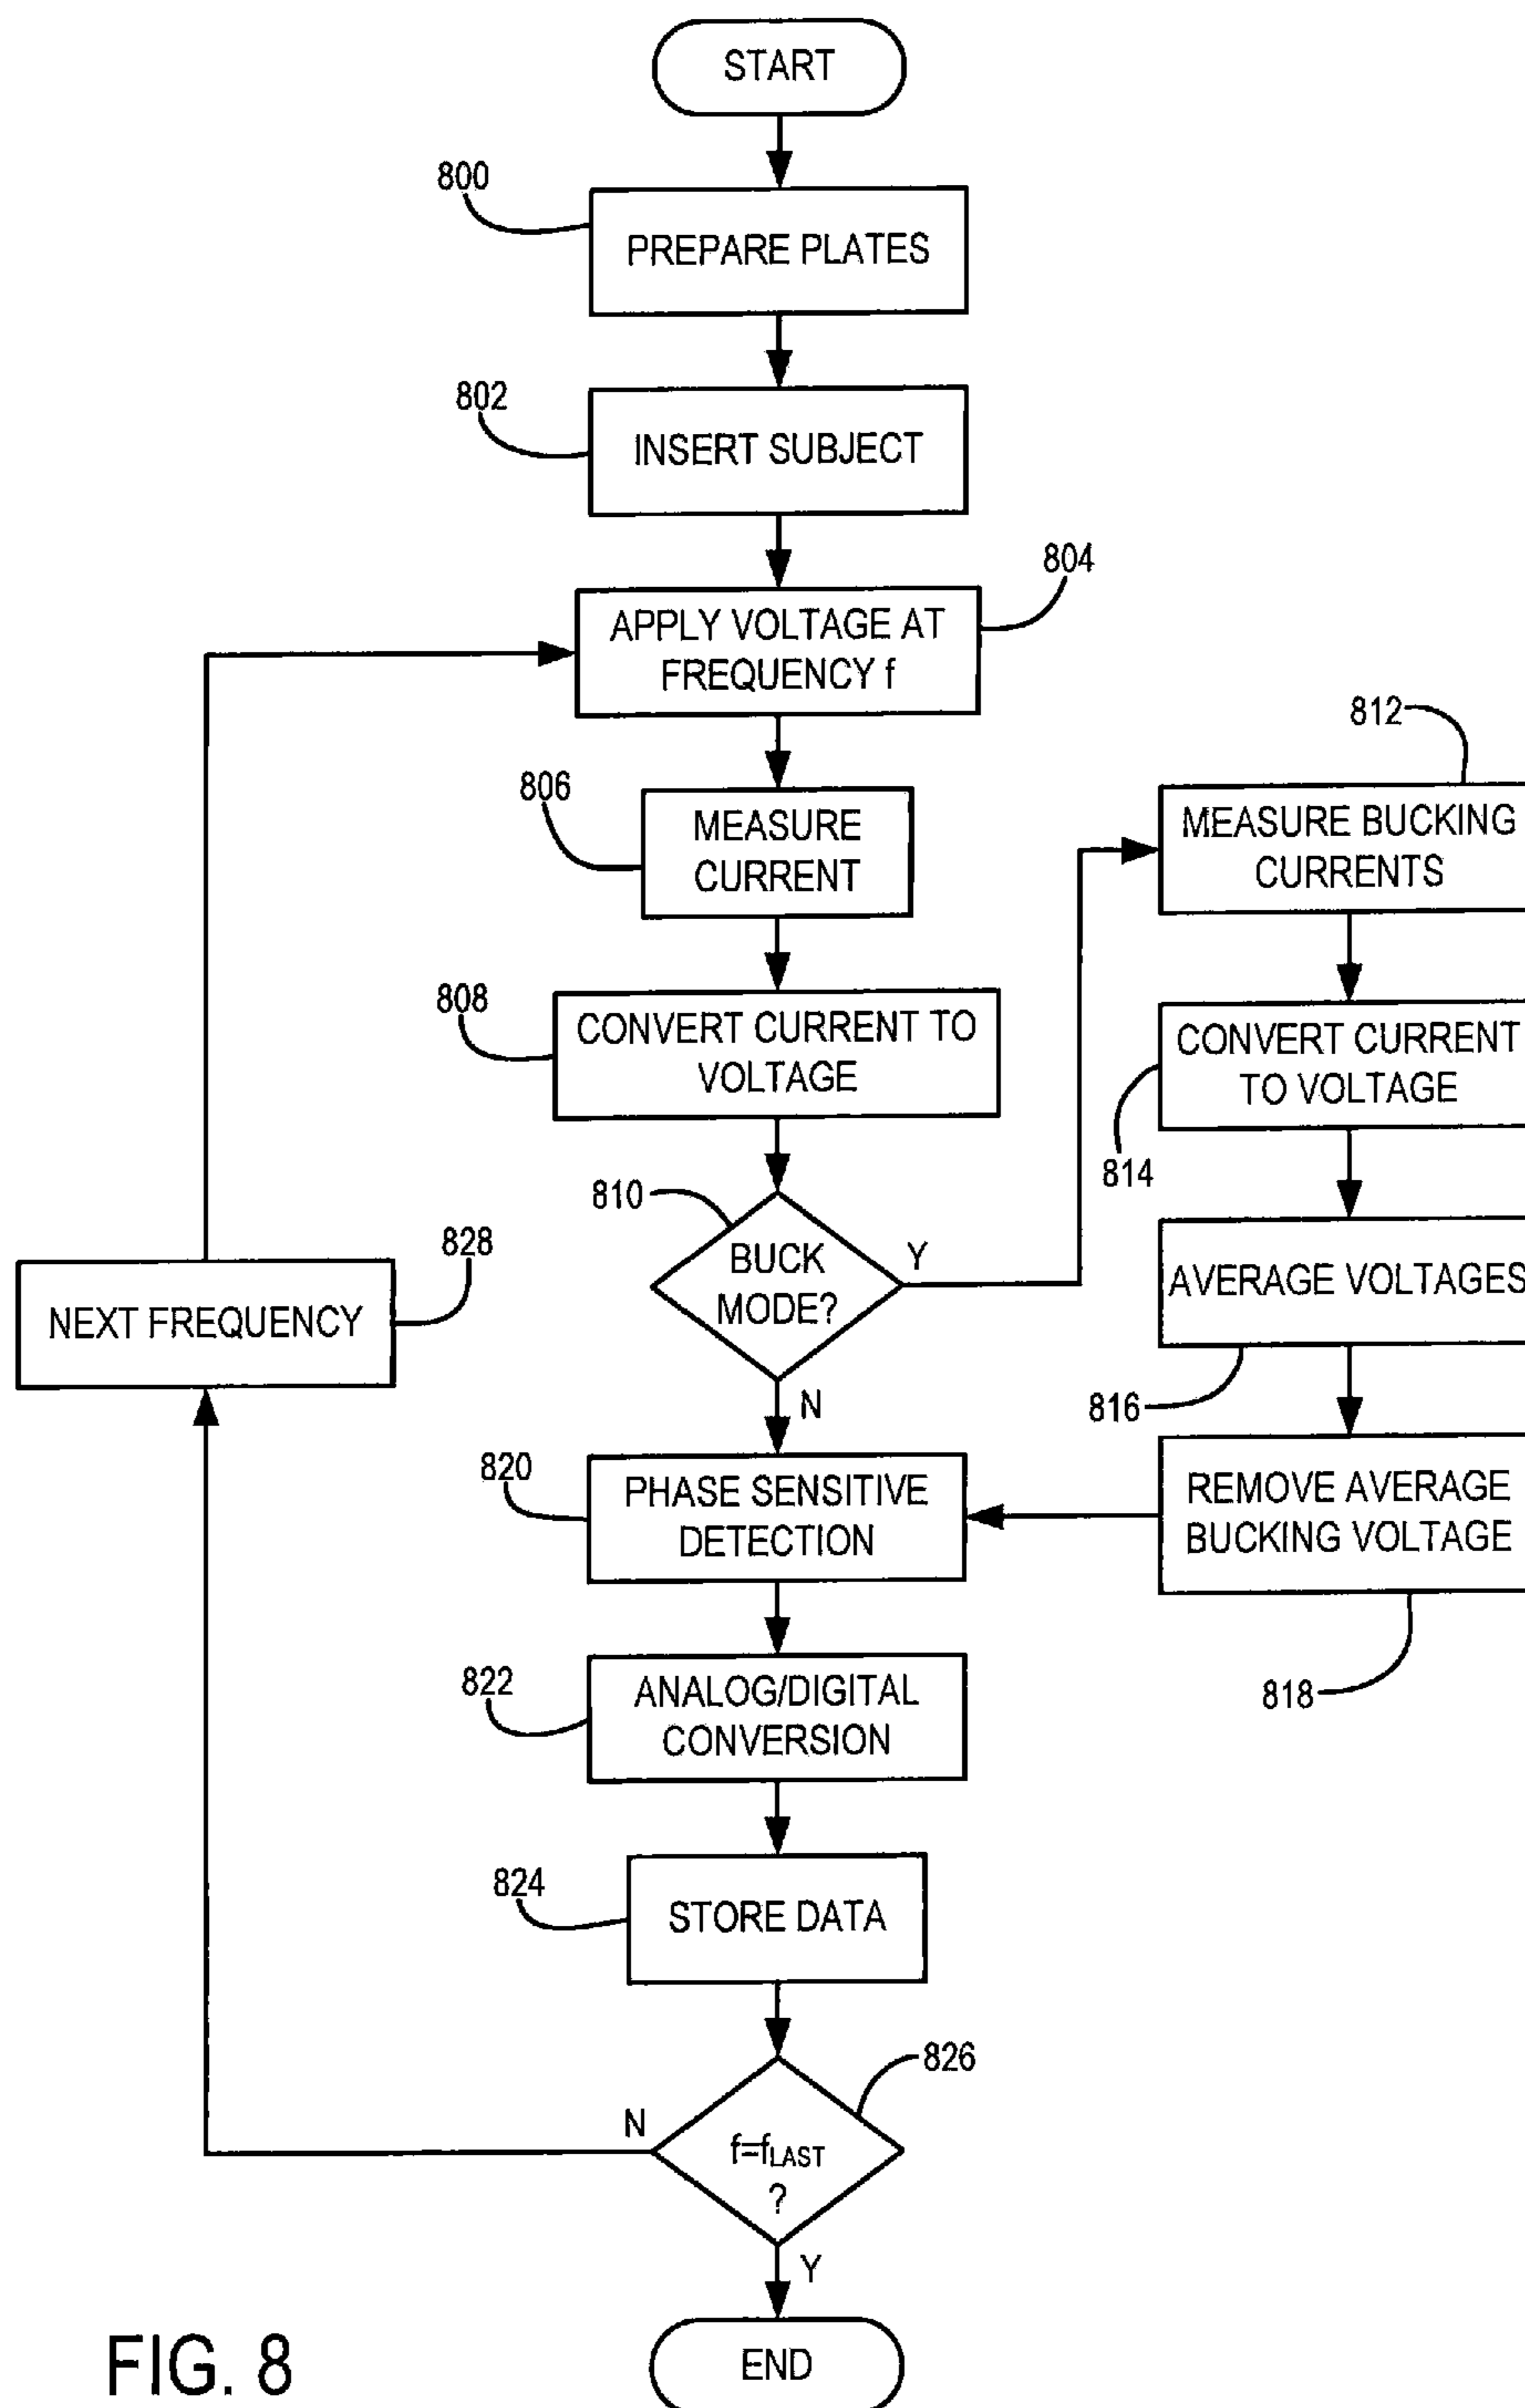 START
800
PREPARE PLATES
802
INSERT SUBJECT
804
APPLY VOLTAGE AT
FREQUENCY f
806
MEASURE
CURRENT
808
CONVERT CURRENT TO
VOLTAGE
810
BUCK
MODE?
Y
N
812
MEASURE BUCKING
CURRENTS
814
CONVERT CURRENT
TO VOLTAGE
816
AVERAGE VOLTAGES
818
REMOVE AVERAGE
BUCKING VOLTAGE
820
PHASE SENSITIVE
DETECTION
822
ANALOG/DIGITAL
CONVERSION
824
STORE DATA
826
f=fLAST
?
N
Y
828
NEXT FREQUENCY
END
FIG. 8